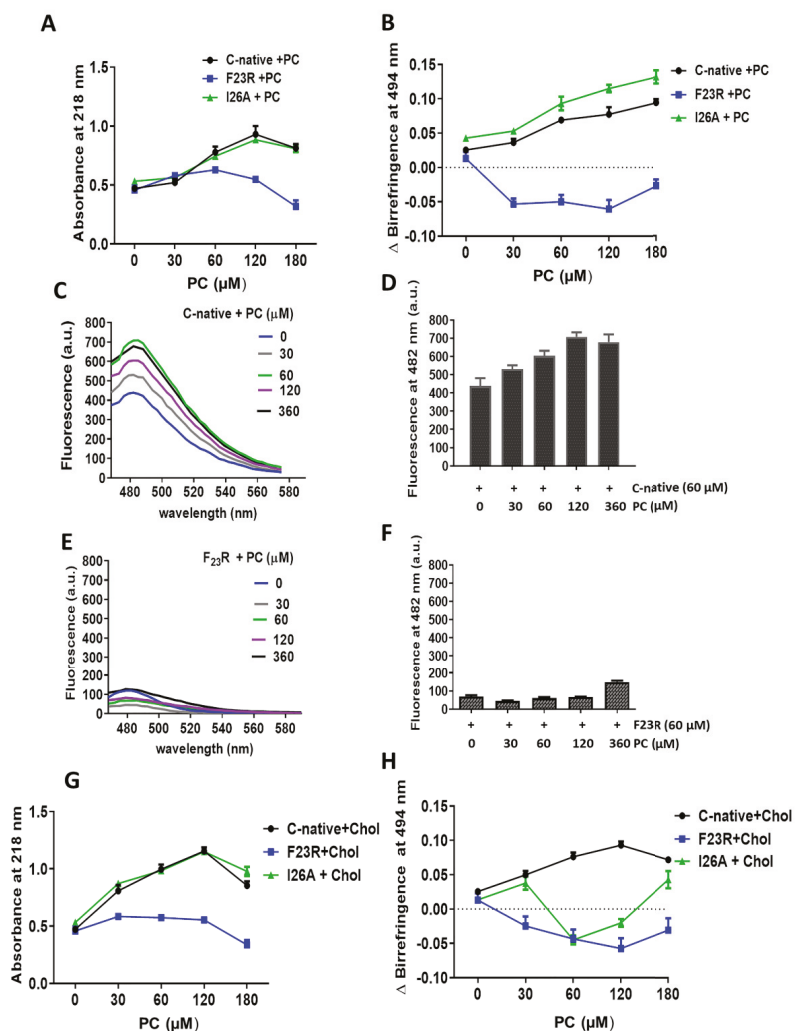 A
C-native +PC
F23R +PC
I26A + PC
Absorbance at 218 nm
1.5
1.0
0.5
0.0
0 30 60 120 180
PC (µM)
B
C-native +PC
F23R +PC
I26A + PC
Δ Birrefringence at 494 nm
0.15
0.10
0.05
0.00
-0.05
-0.10
0 30 60 120 180
PC (µM)
C
C-native + PC (µM)
0
30
60
120
360
Fluorescence (a.u.)
800
700
600
500
400
300
200
100
0
480 500 520 540 560 580
wavelength (nm)
D
Fluorescence at 482 nm (a.u.)
800
700
600
500
400
300
200
100
0
+ + + + + C-native (60 µM)
0 30 60 120 360 PC (µM)
E
F23R + PC (µM)
0
30
60
120
360
Fluorescence (a.u.)
800
700
600
500
400
300
200
100
0
480 500 520 540 560 580
wavelength (nm)
F
Fluorescence at 482 nm (a.u.)
800
700
600
500
400
300
200
100
0
+ + + + + F23R (60 µM)
0 30 60 120 360 PC (µM)
G
C-native+Chol
F23R+Chol
I26A + Chol
Absorbance at 218 nm
1.5
1.0
0.5
0.0
0 30 60 120 180
PC (µM)
H
C-native+Chol
F23R+Chol
I26A + Chol
Δ Birrefringence at 494 nm
0.15
0.10
0.05
0.00
-0.05
-0.10
0 30 60 120 180
PC (µM)